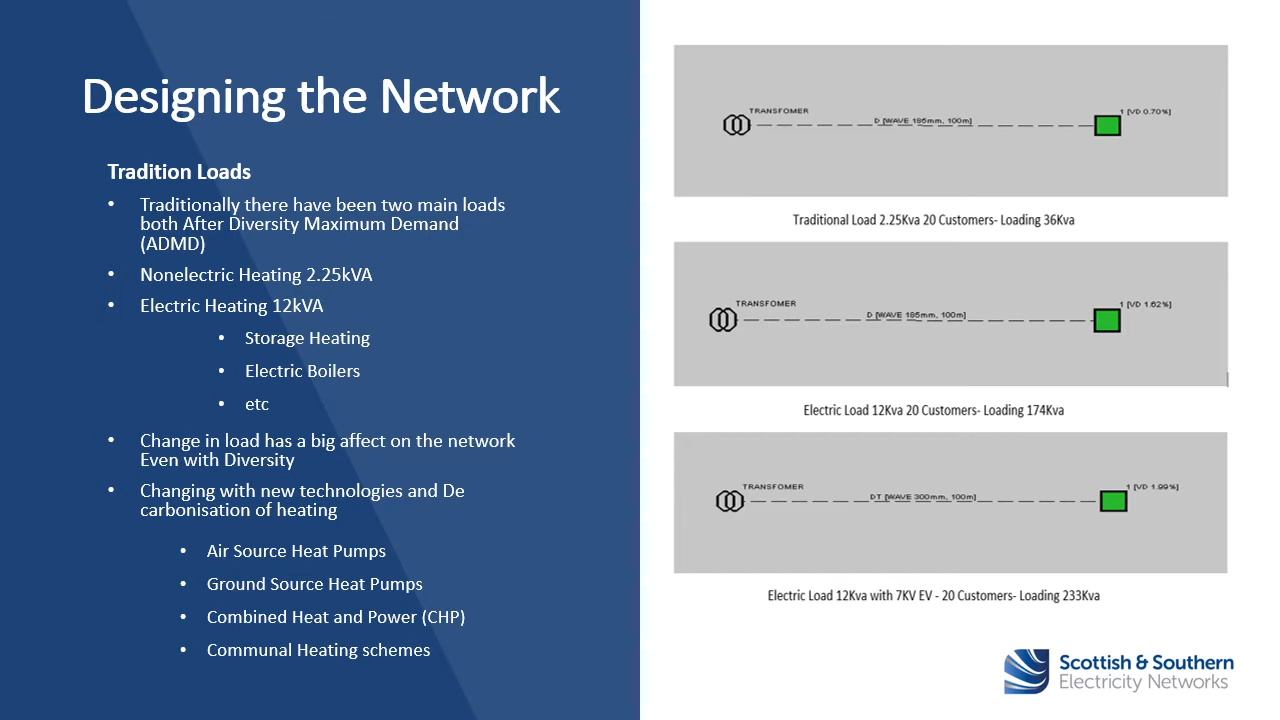 Designing the Network
Tradition Loads
• Traditionally there have been two main loads
both After Diversity Maximum Demand
(ADMD)
• Nonelectric Heating 2.25kVA
• Electric Heating 12kVA
• Storage Heating
• Electric Boilers
• etc
• Change in load has a big affect on the network
Even with Diversity
• Changing with new technologies and De
carbonisation of heating
• Air Source Heat Pumps
• Ground Source Heat Pumps
• Combined Heat and Power (CHP)
• Communal Heating schemes
TRANSFOMER
D [WAVE 185mm, 100m]
1 [VD 0.70%]
Traditional Load 2.25Kva 20 Customers- Loading 36Kva
TRANSFOMER
D [WAVE 185mm, 100m]
1 [VD 1.62%]
Electric Load 12Kva 20 Customers- Loading 174Kva
TRANSFOMER
DT [WAVE 300mm, 100m]
1 [VD 1.99%]
Electric Load 12Kva with 7KV EV - 20 Customers- Loading 233Kva
Scottish & Southern
Electricity Networks